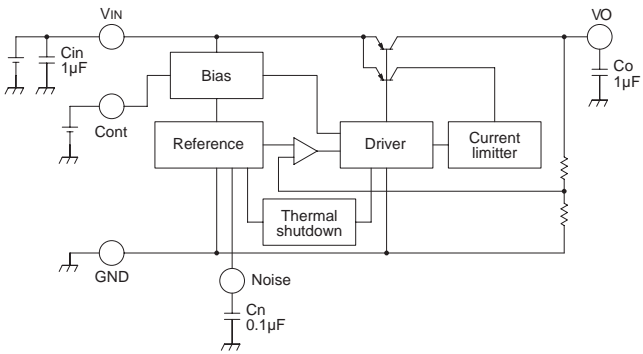 VIN
VO
Cin
1µF
Bias
Co
1µF
Cont
Reference
Driver
Current
limitter
Thermal
shutdown
GND
Noise
Cn
0.1µF